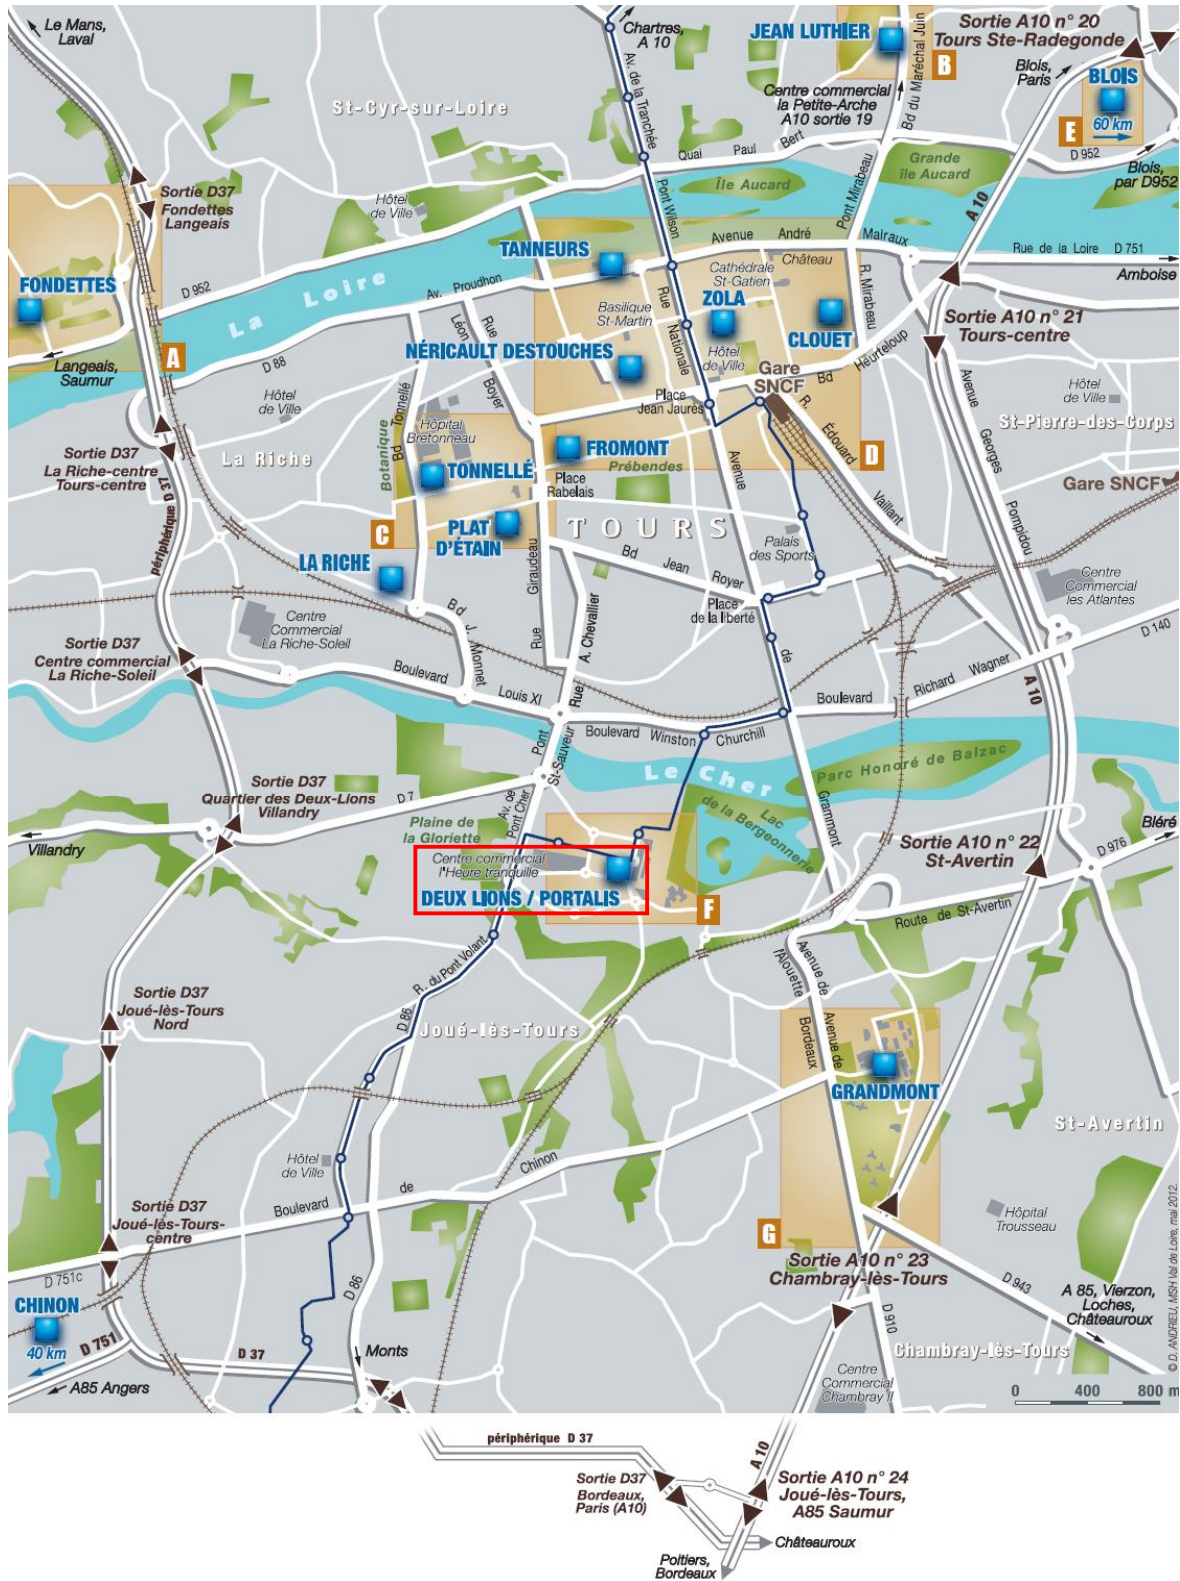 Le Mans,
Laval
Chartres,
A 10
JEAN LUTHIER
Sortie A10 n° 20
Tours Ste-Radegonde
B
Bd du Maréchal Juin
Blois,
Paris
BLOIS
E
60 km
Centre commercial
la Petite-Arche
A10 sortie 19
Av. de la Tranchée
St-Cyr-sur-Loire
Quai Paul Bert
D 952
Blois,
par D952
Grande
île Aucard
Île Aucard
Pont Mirabeau
A 10
Sortie D37
Fondettes
Langeais
Hôtel
de Ville
Pont Wilson
Avenue André Malraux
Rue de la Loire D 751
Amboise
TANNEURS
Cathédrale
St-Gatien
Château
FONDETTES
D 952
La Loire
Av. Proudhon
Basilique
St-Martin
Rue Nationale
ZOLA
CLOUET
R. Mirabeau
Sortie A10 n° 21
Tours-centre
Langeais,
Saumur
A
D 88
Rue Léon Boyer
NÉRICAULT DESTOUCHES
Hôtel
de Ville
Gare
SNCF
Bd Heurteloup
Hôtel
de Ville
St-Pierre-des-Corps
Hôtel
de Ville
Bd Tonnellé
Place
Jean Jaurès
R. Édouard Vaillant
Avenue Georges Pompidou
Botanique
Hôpital
Bretonneau
La Riche
Sortie D37
La Riche-centre
Tours-centre
TONNELLÉ
FROMONT
Prébendes
D
Gare SNCF
Place
Rabelais
périphérique D 37
C
PLAT
D'ÉTAIN
TOURS
Palais
des Sports
LA RICHE
Rue Giraudeau
Bd Jean Royer
Centre
Commercial
les Atlantes
Place
de la liberté
Centre
Commercial
La Riche-Soleil
Bd J. Monnet
Rue A. Chevallier
D 140
Sortie D37
Centre commercial
La Riche-Soleil
Boulevard Louis XI
Avenue de Grammont
Boulevard Richard Wagner
A 10
Pont St-Sauveur
Boulevard Winston Churchill
Le Cher
Parc Honoré de Balzac
Sortie D37
Quartier des Deux-Lions
Villandry
D 7
Av. de
Pont Cher
Plaine de
la Gloriette
Lac
de la Bergeonnerie
Villandry
Sortie A10 n° 22
St-Avertin
Bléré
D 976
Centre commercial
l'Heure tranquille
DEUX LIONS / PORTALIS
F
Route de St-Avertin
R. du Pont Volant
Avenue de
l'Alouette
Sortie D37
Joué-lès-Tours
Nord
D 86
Joué-lès-Tours
Avenue de
Bordeaux
GRANDMONT
St-Avertin
Hôtel
de Ville
Boulevard de Chinon
Sortie D37
Joué-lès-Tours-
centre
Hôpital
Trousseau
G
Sortie A10 n° 23
Chambray-lès-Tours
D 751c
D 86
D 943
A 85, Vierzon,
Loches,
Châteauroux
CHINON
40 km
D 751
D 37
Monts
D 910
Chambray-lès-Tours
A85 Angers
Centre
Commercial
Chambray II
0 400 800 m
© D. ANDRIEU, MSH Val de Loire, mai 2012.
périphérique D 37
A 10
Sortie D37
Bordeaux,
Paris (A10)
Sortie A10 n° 24
Joué-lès-Tours,
A85 Saumur
Châteauroux
Poitiers,
Bordeaux